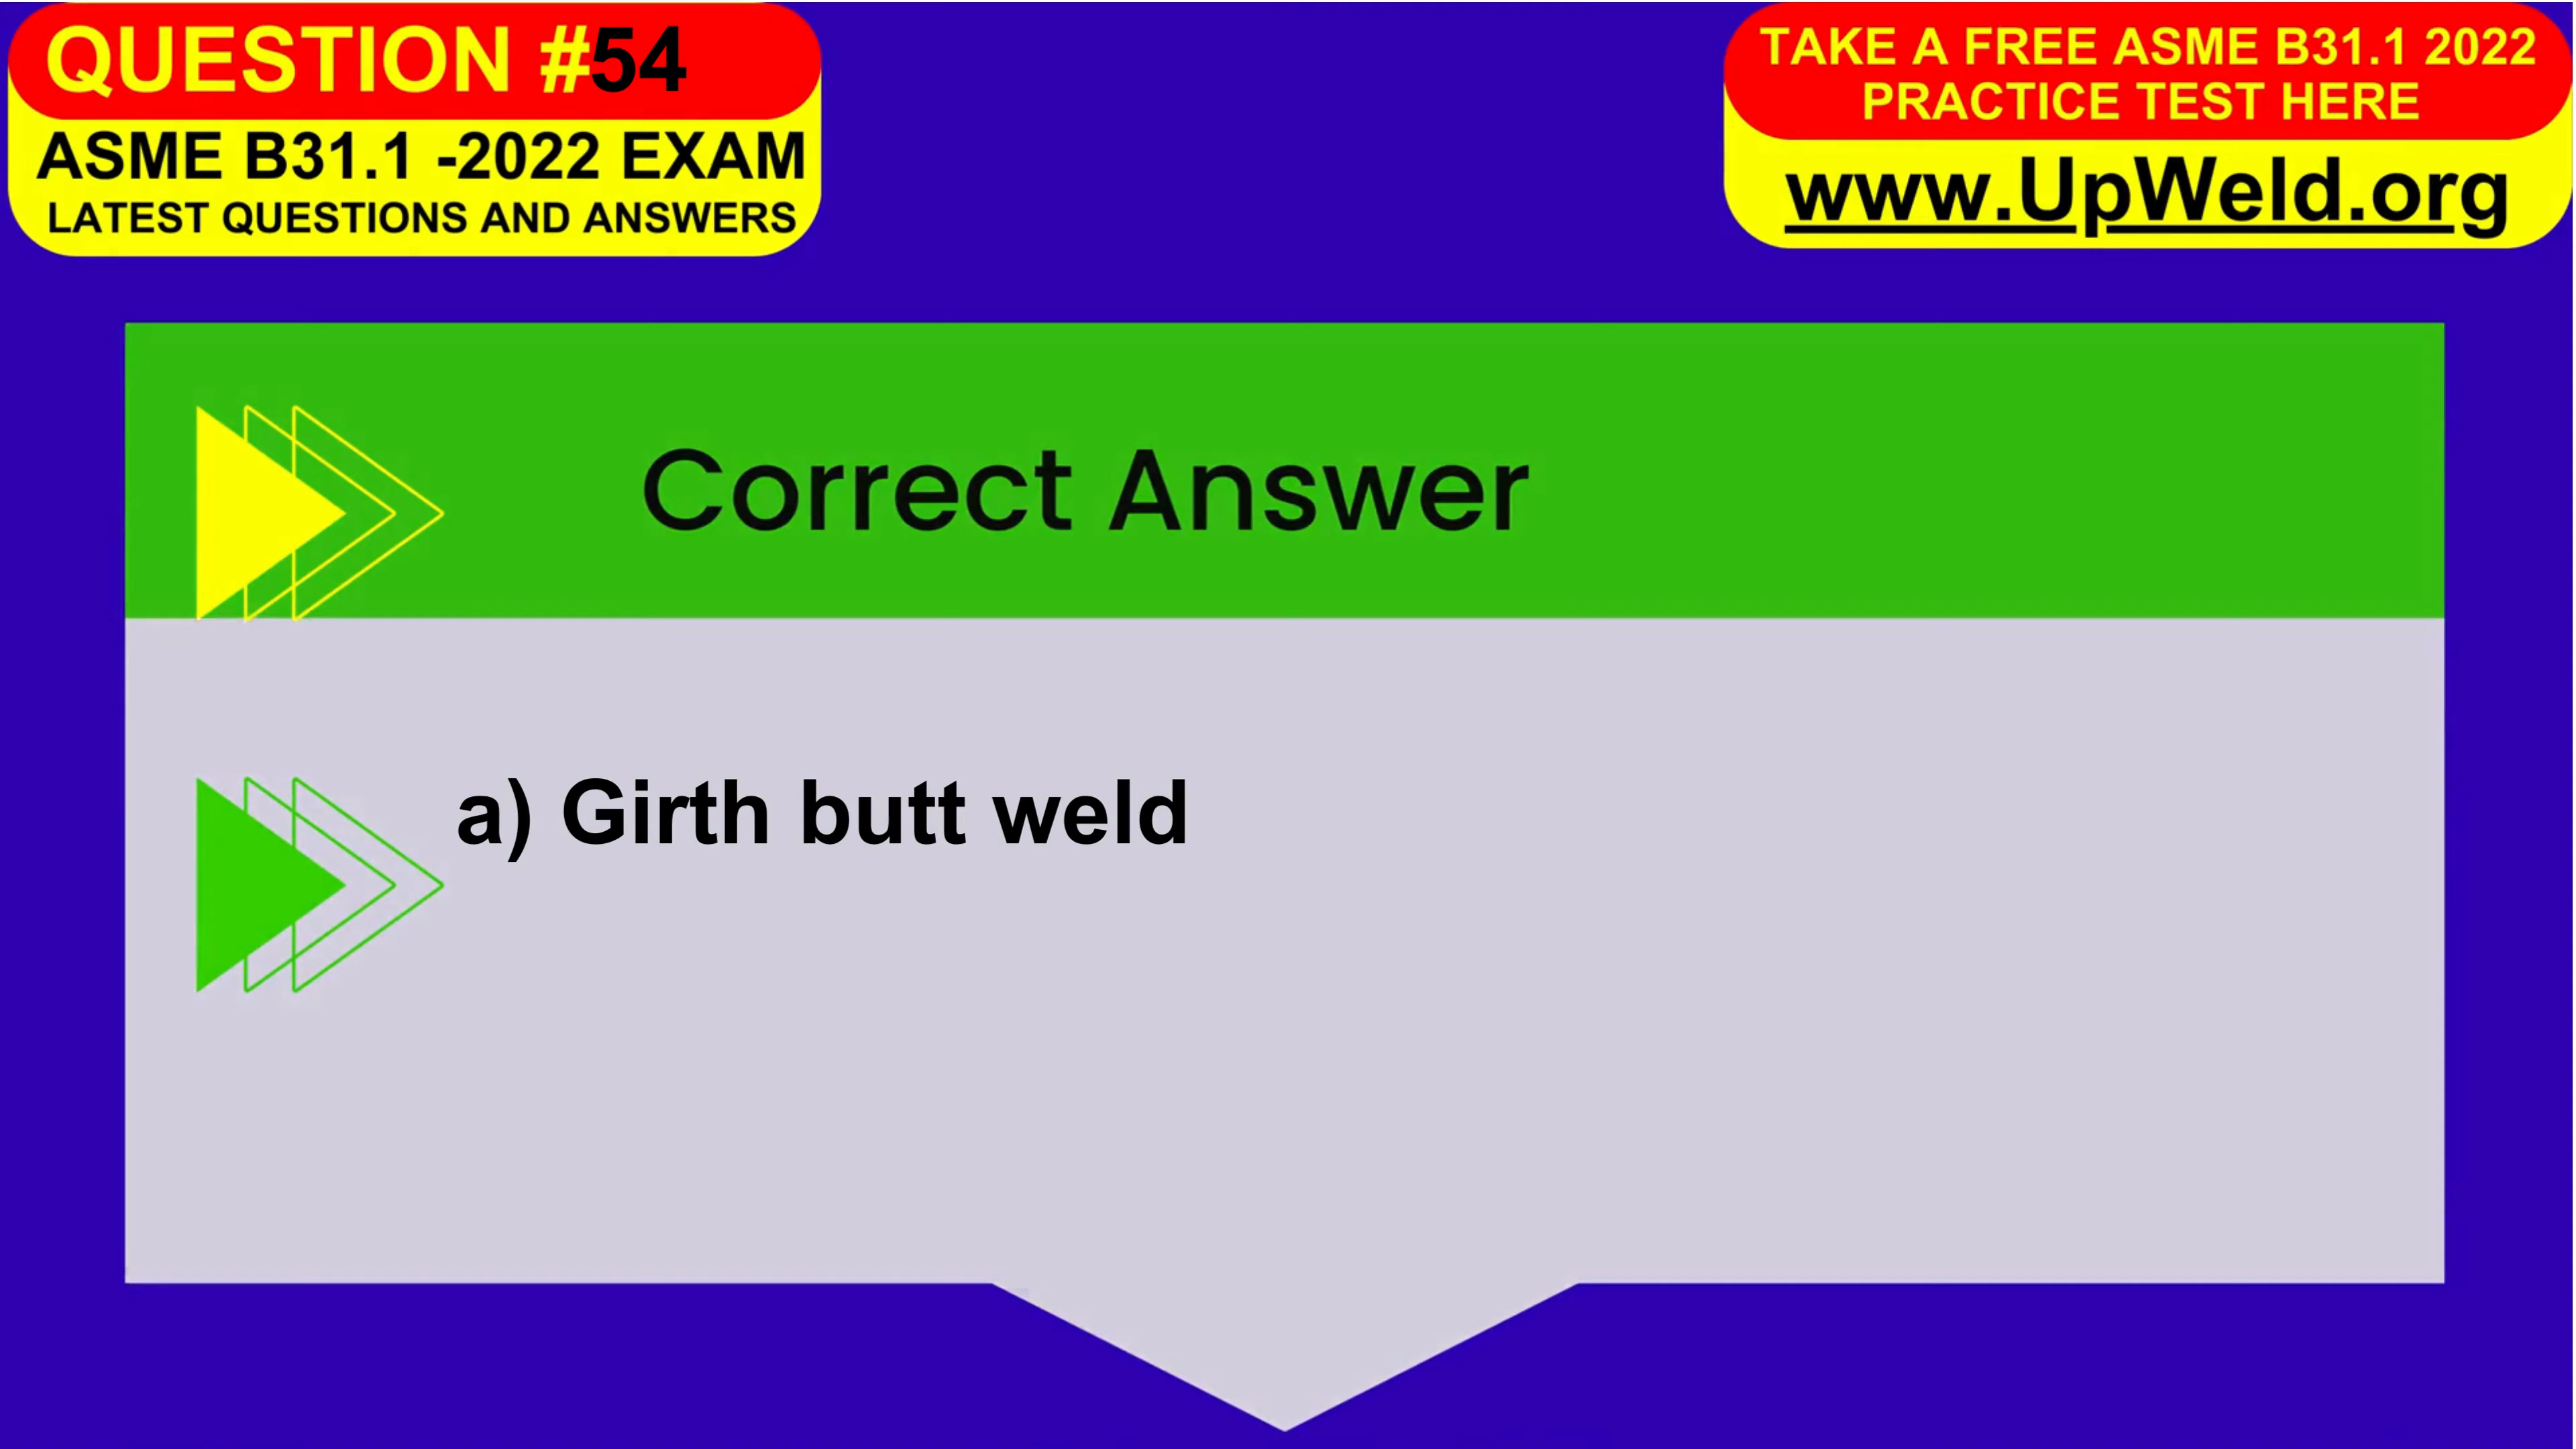 QUESTION #54
ASME B31.1 -2022 EXAM
LATEST QUESTIONS AND ANSWERS
TAKE A FREE ASME B31.1 2022
PRACTICE TEST HERE
www.UpWeld.org
Correct Answer
a) Girth butt weld